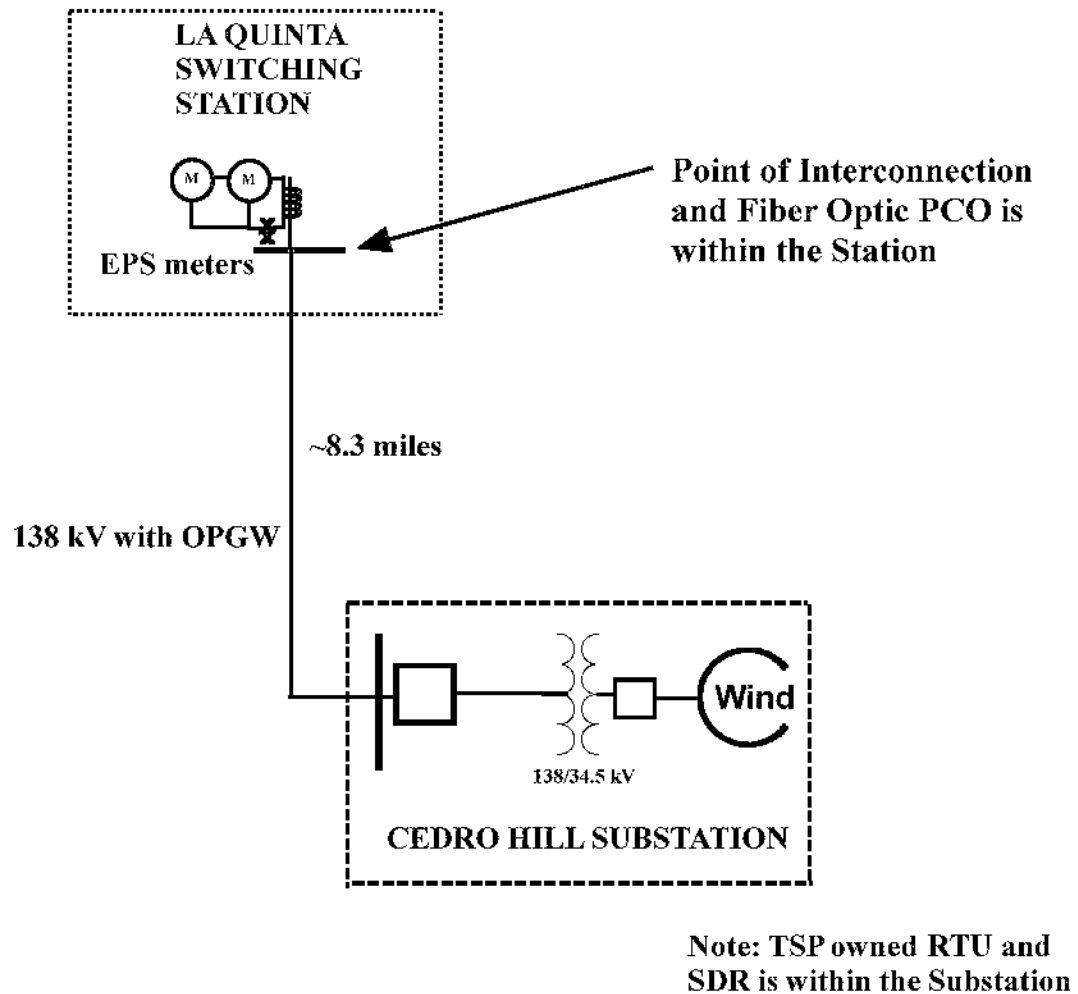 LA QUINTA
SWITCHING
STATION
M M
EPS meters
Point of Interconnection
and Fiber Optic PCO is
within the Station
~8.3 miles
138 kV with OPGW
Wind
138/34.5 kV
CEDRO HILL SUBSTATION
Note: TSP owned RTU and
SDR is within the Substation